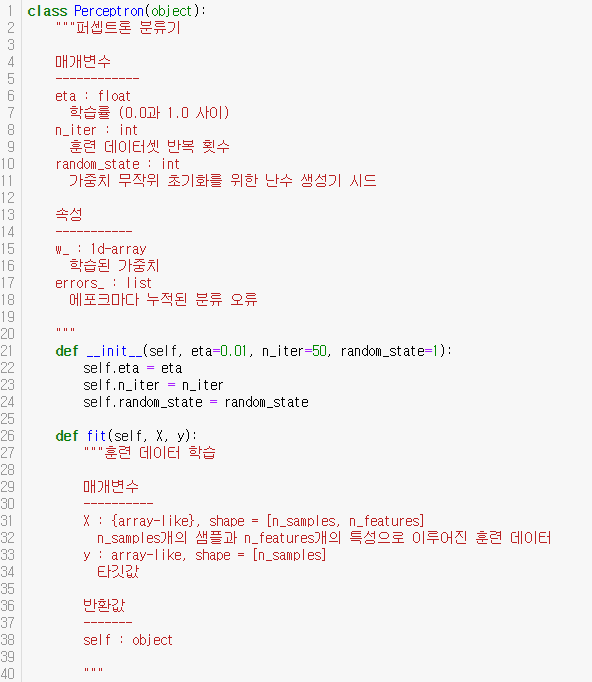 1 class Perceptron(object):
2     """퍼셉트론 분류기
3
4     매개변수
5     ------------
6     eta : float
7       학습률 (0.0과 1.0 사이)
8     n_iter : int
9       훈련 데이터셋 반복 횟수
10     random_state : int
11       가중치 무작위 초기화를 위한 난수 생성기 시드
12
13     속성
14     -----------
15     w_ : 1d-array
16       학습된 가중치
17     errors_ : list
18       에포크마다 누적된 분류 오류
19
20     """
21     def __init__(self, eta=0.01, n_iter=50, random_state=1):
22         self.eta = eta
23         self.n_iter = n_iter
24         self.random_state = random_state
25
26     def fit(self, X, y):
27         """훈련 데이터 학습
28
29         매개변수
30         ----------
31         X : {array-like}, shape = [n_samples, n_features]
32           n_samples개의 샘플과 n_features개의 특성으로 이루어진 훈련 데이터
33         y : array-like, shape = [n_samples]
34           타깃값
35
36         반환값
37         -------
38         self : object
39
40         """